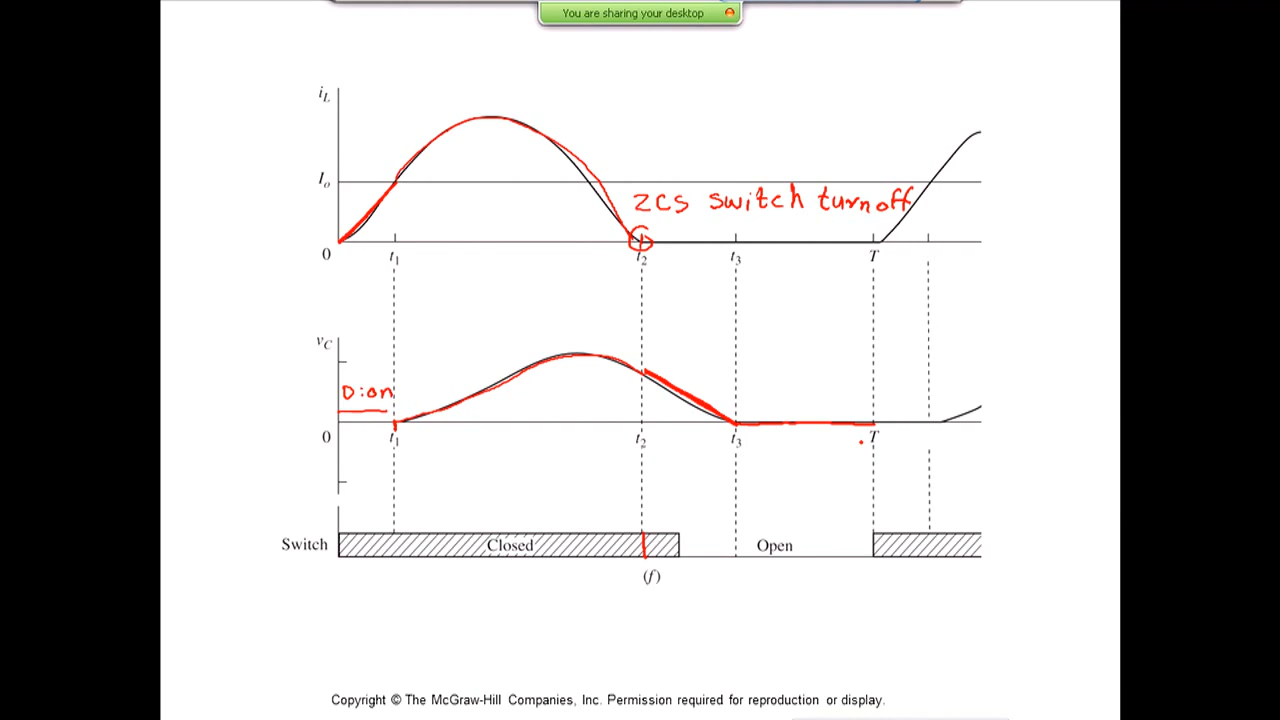 You are sharing your desktop
iL
Io
ZCS switch turnoff
0 t1 t2 t3 T
vC
D:on
0 t1 t2 t3 T
Switch Closed Open
(f)
Copyright © The McGraw-Hill Companies, Inc. Permission required for reproduction or display.